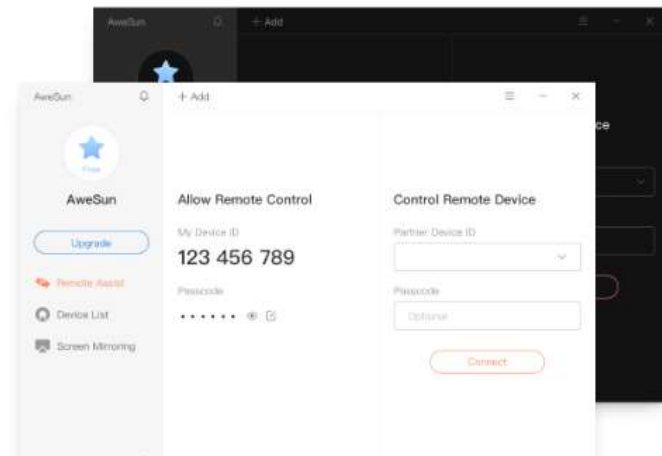 AweSun
+ Add
ce
AweSun
+ Add
Free
AweSun
Upgrade
Remote Assist
Device List
Screen Mirroring
Allow Remote Control
My Device ID
123 456 789
Passcode
••••••
Control Remote Device
Partner Device ID
Passcode
Optional
Connect